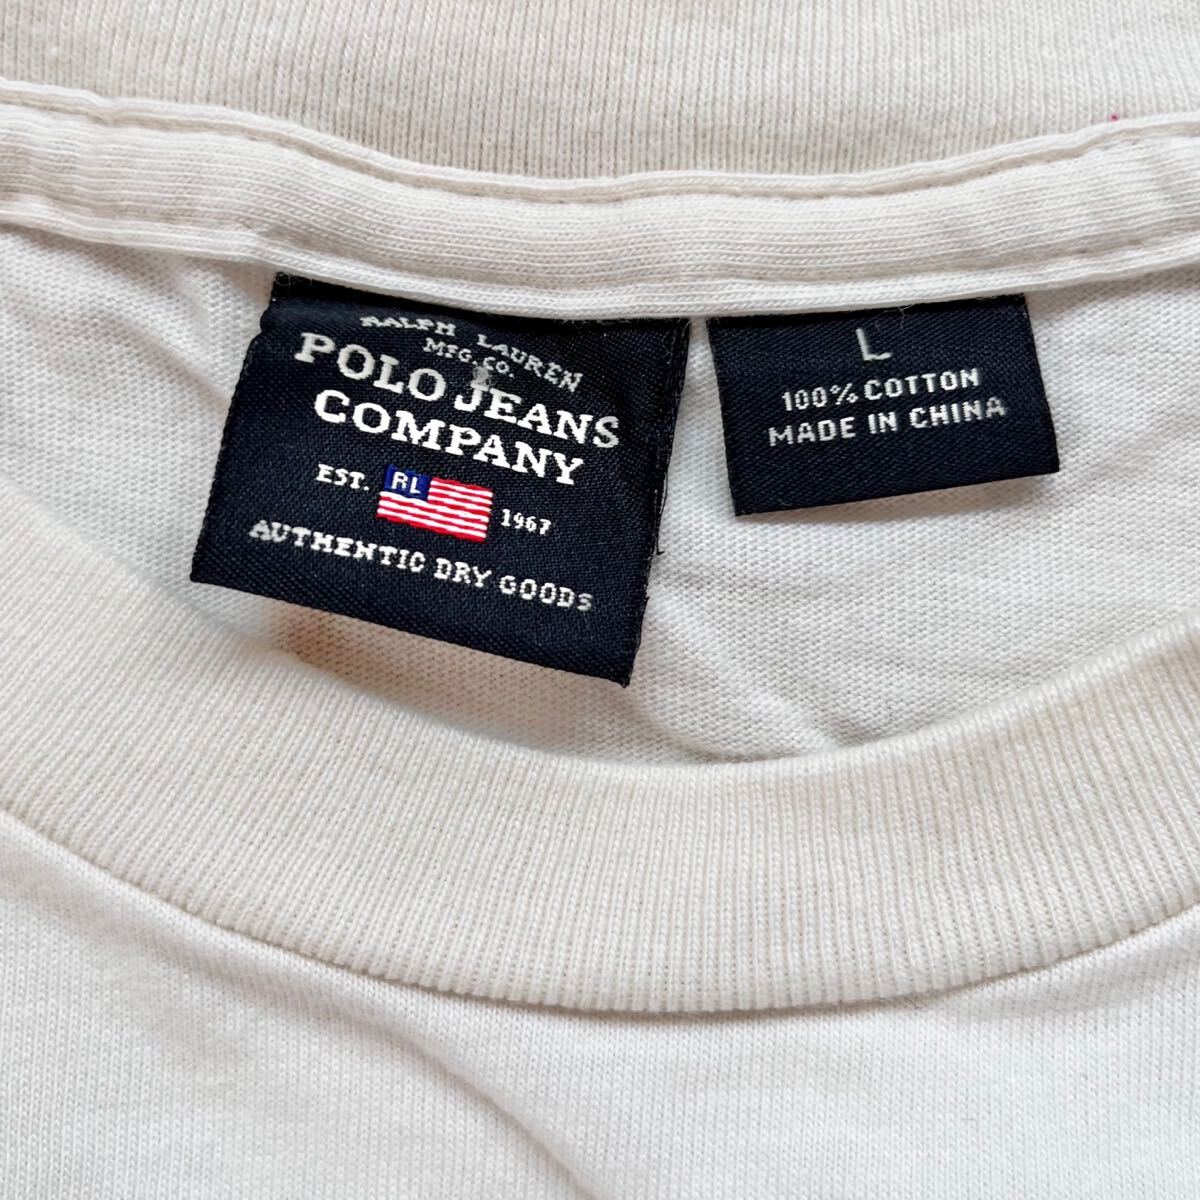 RALPH LAUREN
MFG. CO.
POLO JEANS
COMPANY
EST. RL 1967
AUTHENTIC DRY GOODS
L
100% COTTON
MADE IN CHINA